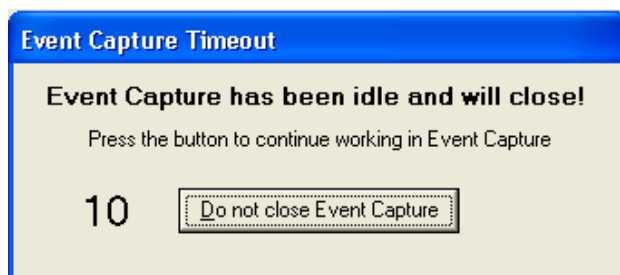 Event Capture Timeout
Event Capture has been idle and will close!
Press the button to continue working in Event Capture
10
Do not close Event Capture